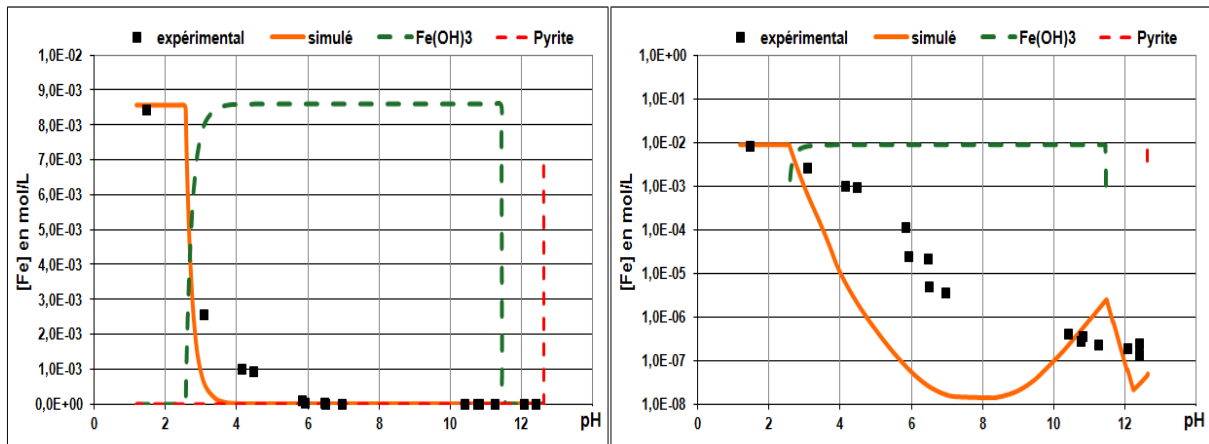 expérimental simulé Fe(OH)3 Pyrite
[Fe] en mol/L
1,0E-02
9,0E-03
8,0E-03
7,0E-03
6,0E-03
5,0E-03
4,0E-03
3,0E-03
2,0E-03
1,0E-03
0,0E+00
0 2 4 6 8 10 12 pH
expérimental simulé Fe(OH)3 Pyrite
[Fe] en mol/L
1,0E+00
1,0E-01
1,0E-02
1,0E-03
1,0E-04
1,0E-05
1,0E-06
1,0E-07
1,0E-08
0 2 4 6 8 10 12 pH